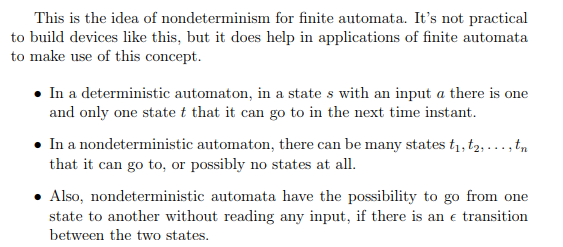 This is the idea of nondeterminism for finite automata. It's not practical
to build devices like this, but it does help in applications of finite automata
to make use of this concept.
• In a deterministic automaton, in a state s with an input a there is one
and only one state t that it can go to in the next time instant.
• In a nondeterministic automaton, there can be many states t₁, t₂, . . . , tₙ
that it can go to, or possibly no states at all.
• Also, nondeterministic automata have the possibility to go from one
state to another without reading any input, if there is an ϵ transition
between the two states.